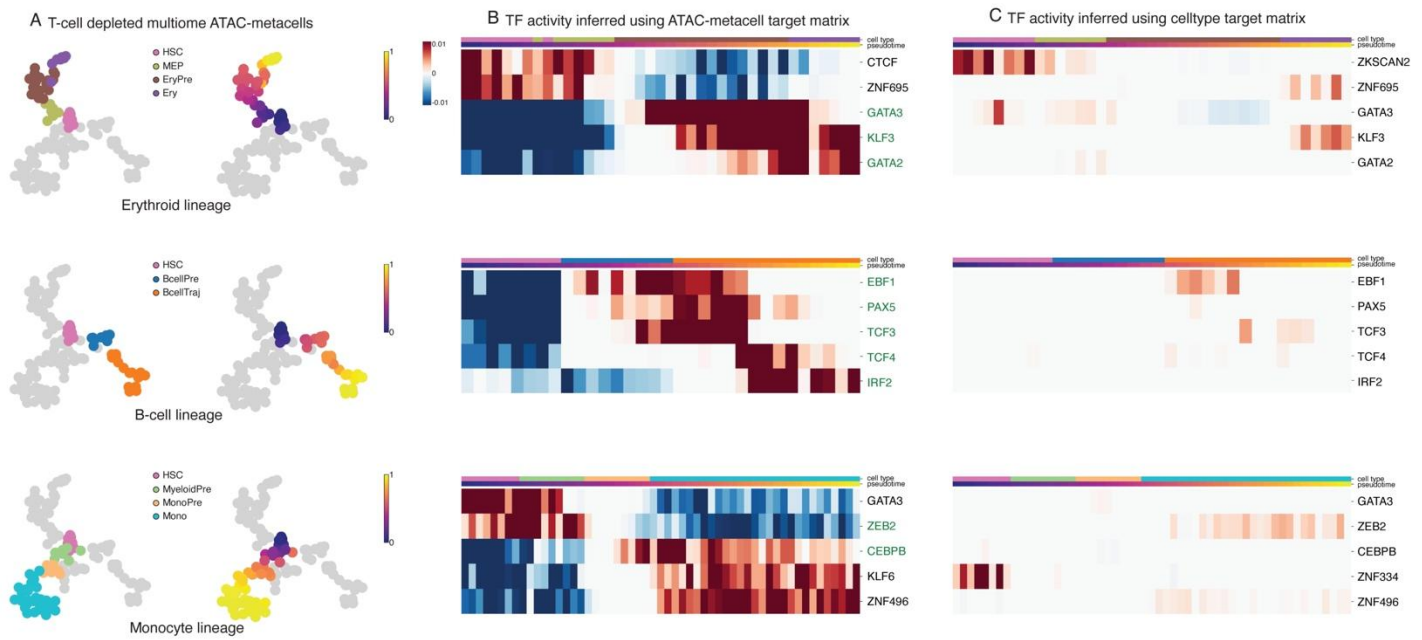 A T-cell depleted multiome ATAC-metacells
HSC
MEP
EryPre
Ery
1
0
Erythroid lineage
HSC
BcellPre
BcellTraj
1
0
B-cell lineage
HSC
MyeloidPre
MonoPre
Mono
1
0
Monocyte lineage
B TF activity inferred using ATAC-metacell target matrix
0.01
0
-0.01
cell type
pseudotime
CTCF
ZNF695
GATA3
KLF3
GATA2
cell type
pseudotime
EBF1
PAX5
TCF3
TCF4
IRF2
cell type
pseudotime
GATA3
ZEB2
CEBPB
KLF6
ZNF496
C TF activity inferred using celltype target matrix
cell type
pseudotime
ZKSCAN2
ZNF695
GATA3
KLF3
GATA2
cell type
pseudotime
EBF1
PAX5
TCF3
TCF4
IRF2
cell type
pseudotime
GATA3
ZEB2
CEBPB
ZNF334
ZNF496